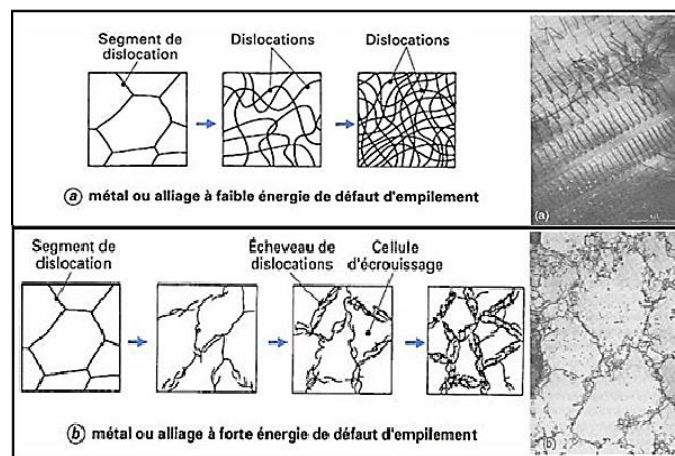 Segment de
dislocation
Dislocations
Dislocations
(a) métal ou alliage à faible énergie de défaut d'empilement
(a)
Segment de
dislocation
Écheveau de
dislocations
Cellule
d'écrouissage
(b) métal ou alliage à forte énergie de défaut d'empilement